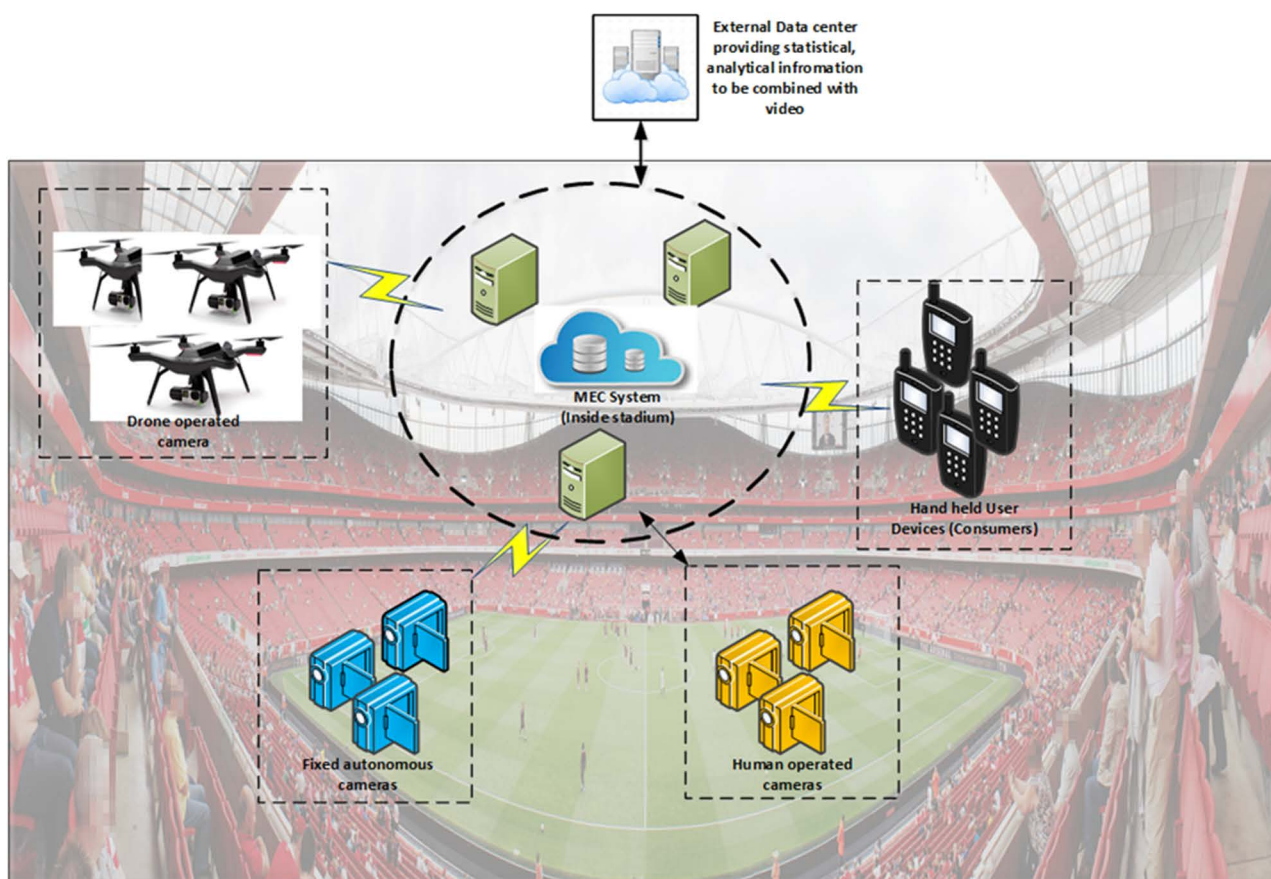 External Data center
providing statistical,
analytical infromation
to be combined with
video
MEC System
(Inside stadium)
Drone operated
camera
Hand held User
Devices (Consumers)
Fixed autonomous
cameras
Human operated
cameras